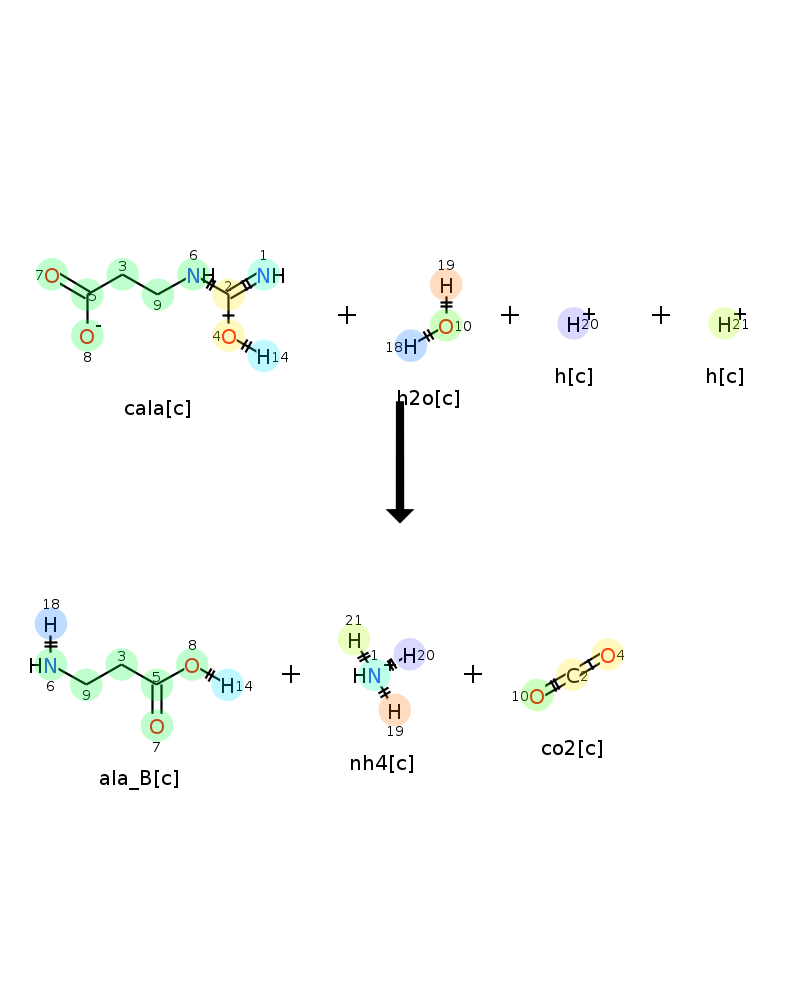 6 1
3 2
7 O 5 9 NH NH
O - 4 O H 14
8
cala[c]
+
19
H
O 10
18 H
h2o[c]
+
H + 20
h[c]
+
H + 21
h[c]
18
H
HN 3 8 O
6 9 5 H 14
O
7
ala_B[c]
+
21
H 1 H 20
HN
H
19
nh4[c]
+
O 4
C 2
10 O
co2[c]